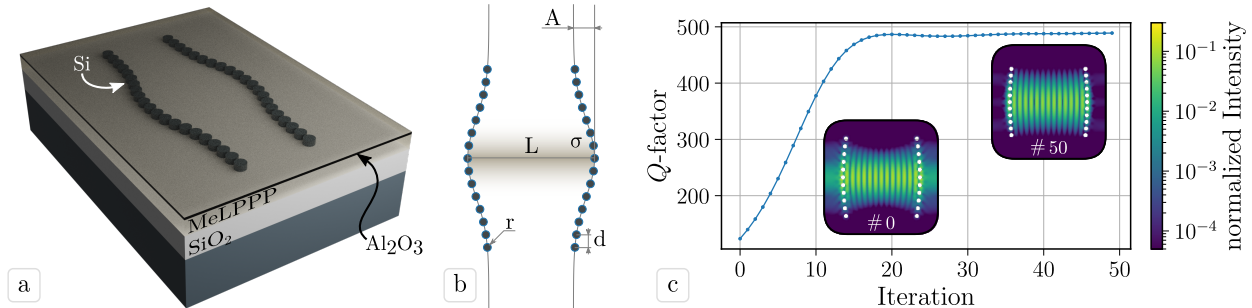 Si
MeLPPP
SiO₂
Al₂O₃
a
A
L
σ
r
d
b
500
400
300
200
Q-factor
0
10
20
30
40
50
Iteration
#0
#50
10⁻¹
10⁻²
10⁻³
10⁻⁴
normalized Intensity
c